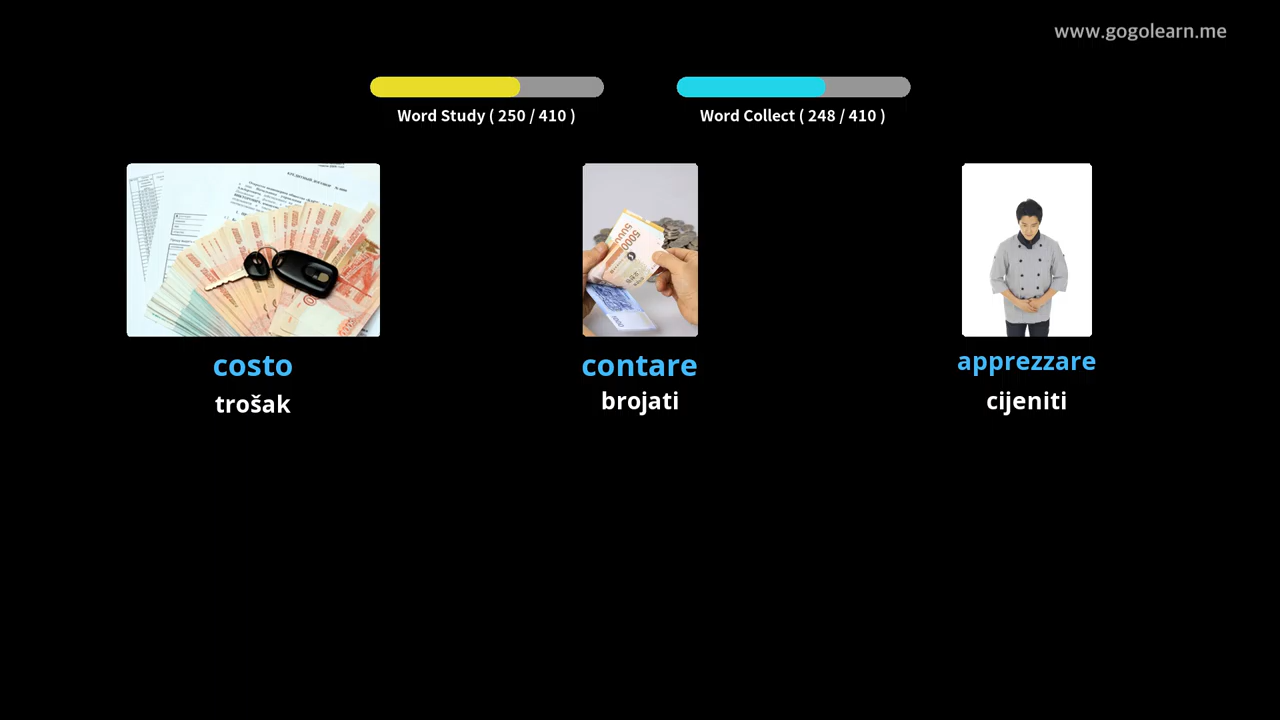 www.gogolearn.me
Word Study ( 250 / 410 )
Word Collect ( 248 / 410 )
costo
contare
apprezzare
trošak
brojati
cijeniti